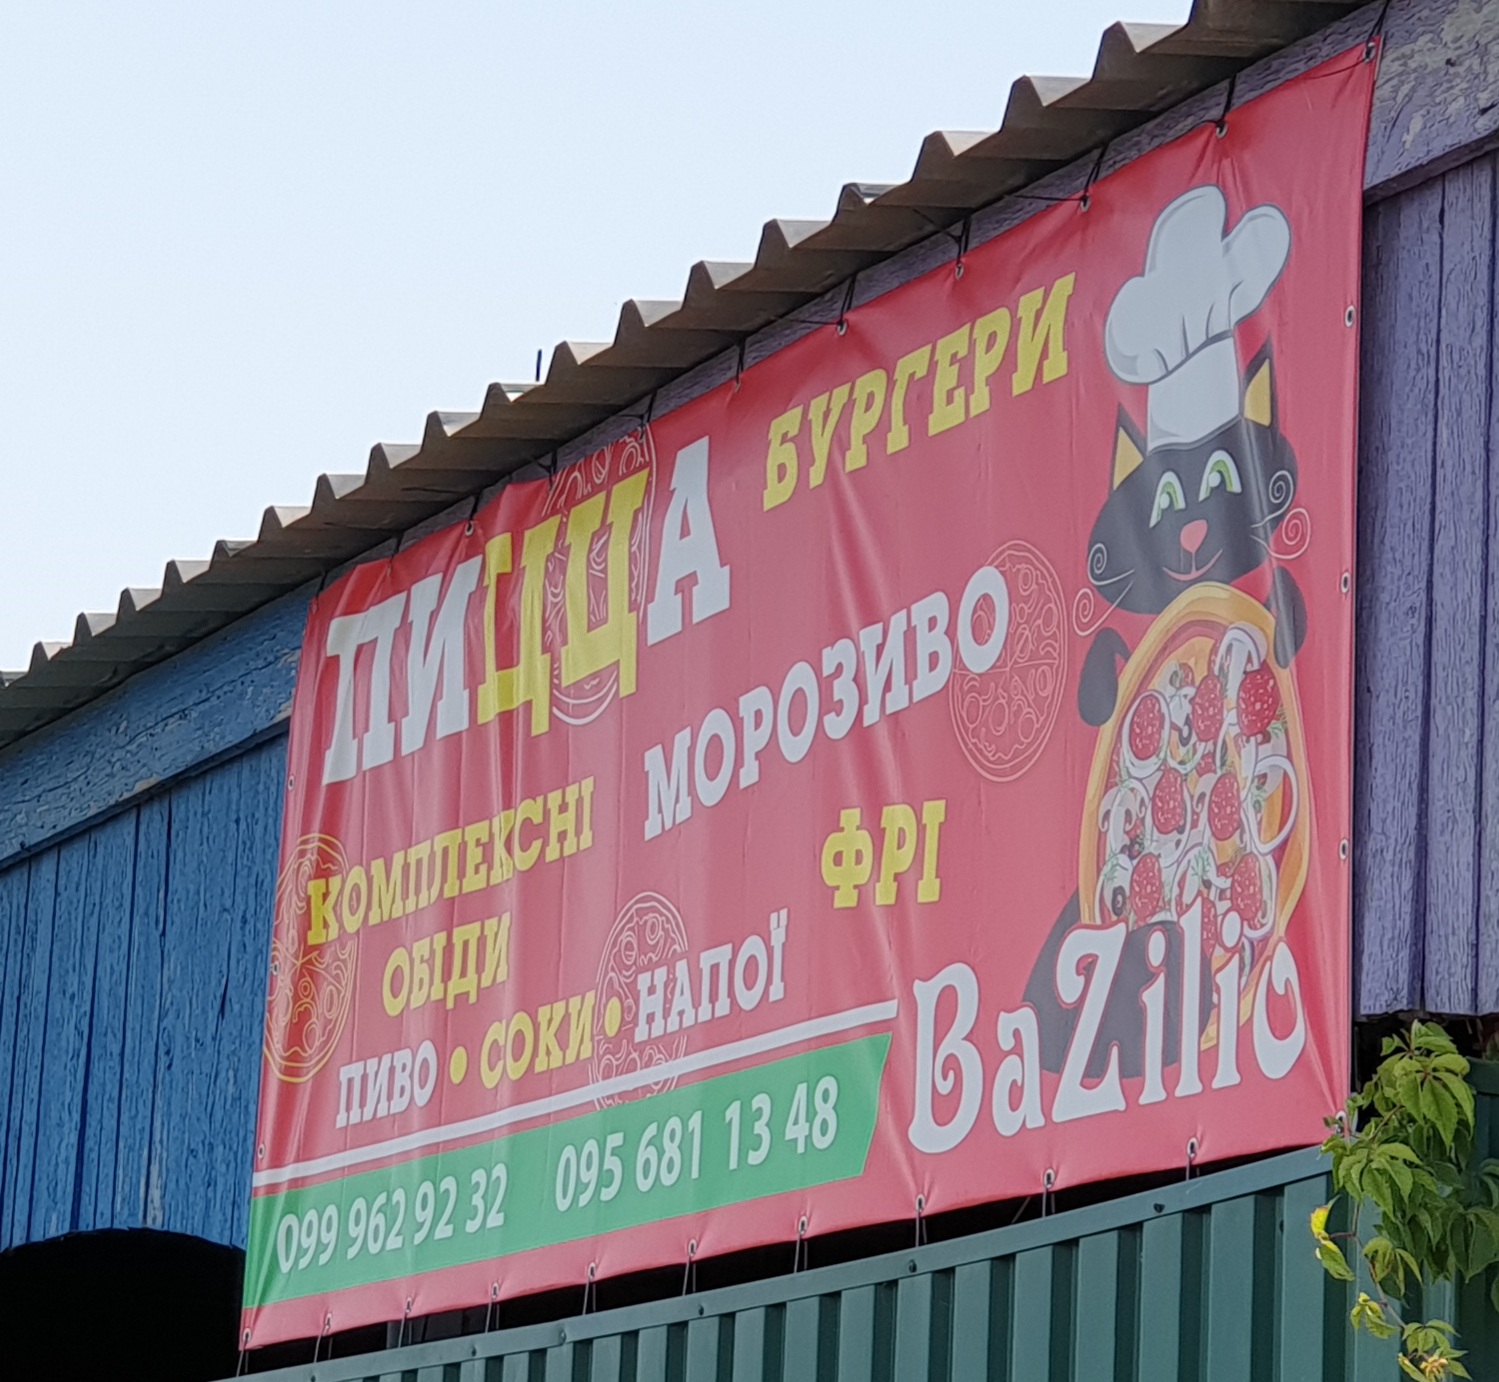 ПИЦЦА
БУРГЕРИ
МОРОЗИВО
КОМПЛЕКСНІ
ОБІДИ
ФРІ
ПИВО • СОКИ • НАПОЇ
BaZilio
099 962 92 32 095 681 13 48